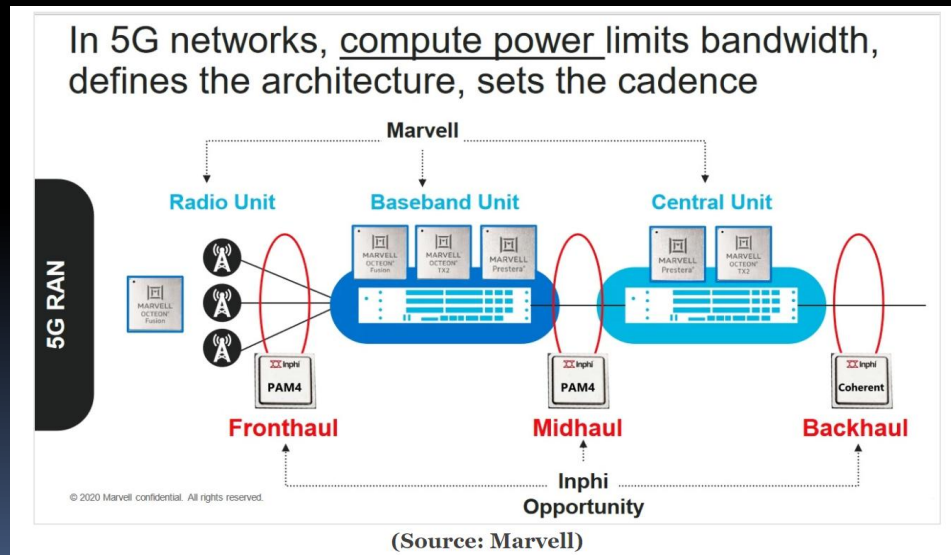 In 5G networks, compute power limits bandwidth,
defines the architecture, sets the cadence
Marvell
Radio Unit
Baseband Unit
Central Unit
5G RAN
MARVELL
OCTEON
Fusion
MARVELL
OCTEON
Fusion
MARVELL
OCTEON
TX2
MARVELL
Prestera
MARVELL
Prestera
MARVELL
OCTEON
TX2
Inphi
PAM4
Inphi
PAM4
Inphi
Coherent
Fronthaul
Midhaul
Backhaul
Inphi
Opportunity
© 2020 Marvell confidential. All rights reserved.
(Source: Marvell)